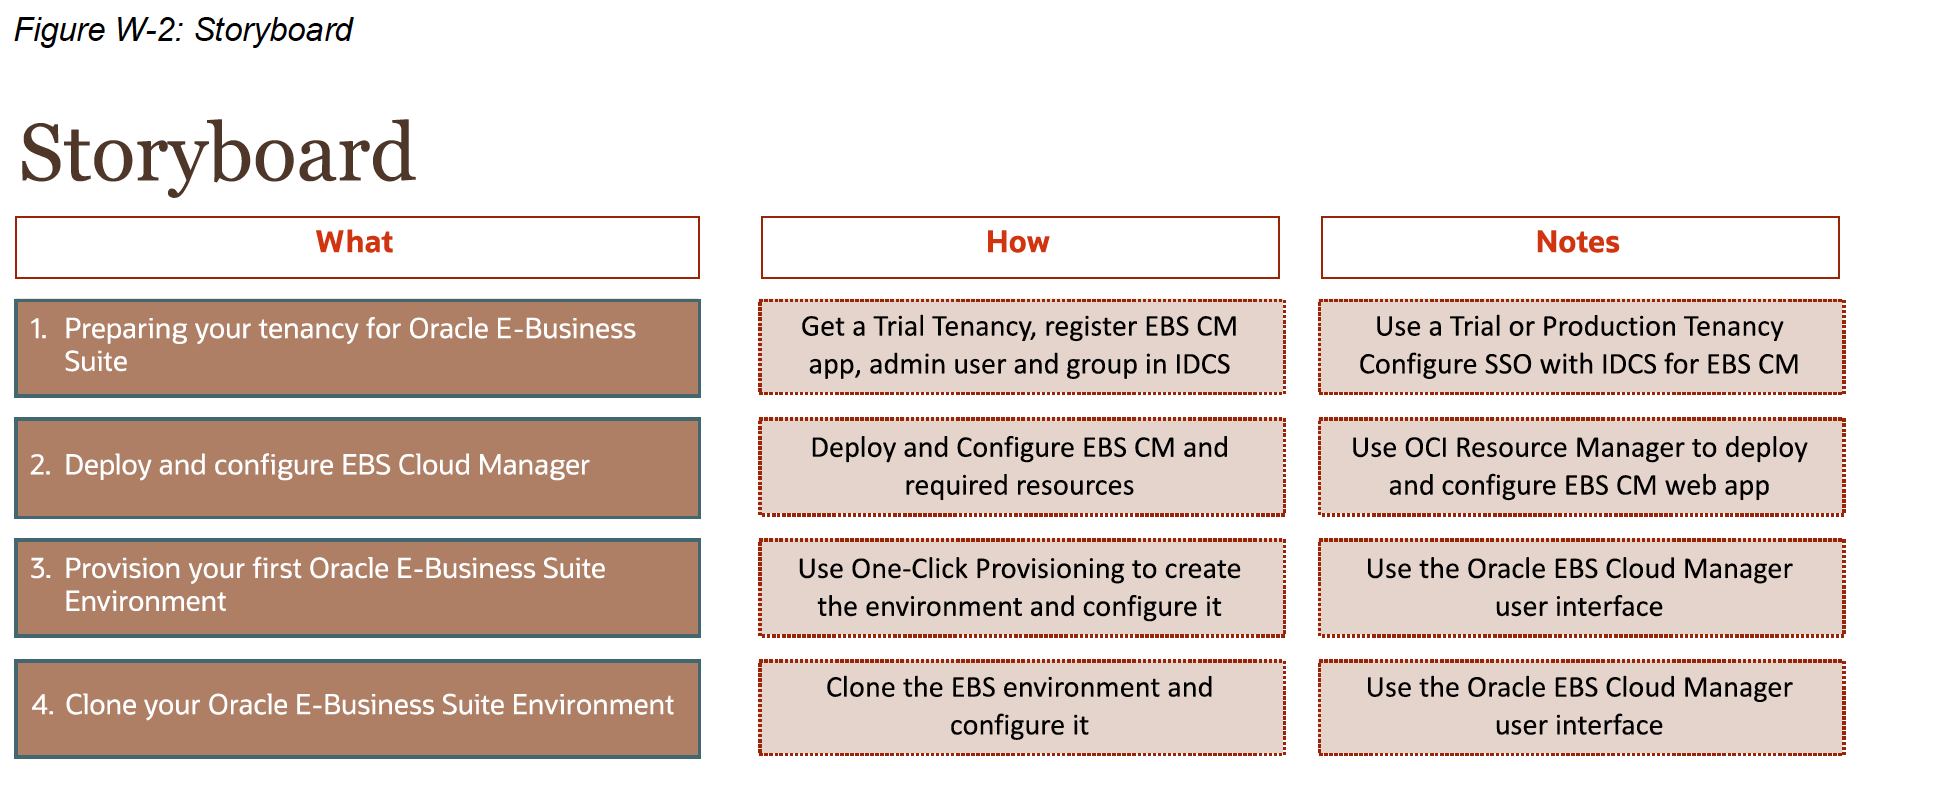 Figure W-2: Storyboard
Storyboard
What
How
Notes
1. Preparing your tenancy for Oracle E-Business
Suite
Get a Trial Tenancy, register EBS CM
app, admin user and group in IDCS
Use a Trial or Production Tenancy
Configure SSO with IDCS for EBS CM
2. Deploy and configure EBS Cloud Manager
Deploy and Configure EBS CM and
required resources
Use OCI Resource Manager to deploy
and configure EBS CM web app
3. Provision your first Oracle E-Business Suite
Environment
Use One-Click Provisioning to create
the environment and configure it
Use the Oracle EBS Cloud Manager
user interface
4. Clone your Oracle E-Business Suite Environment
Clone the EBS environment and
configure it
Use the Oracle EBS Cloud Manager
user interface